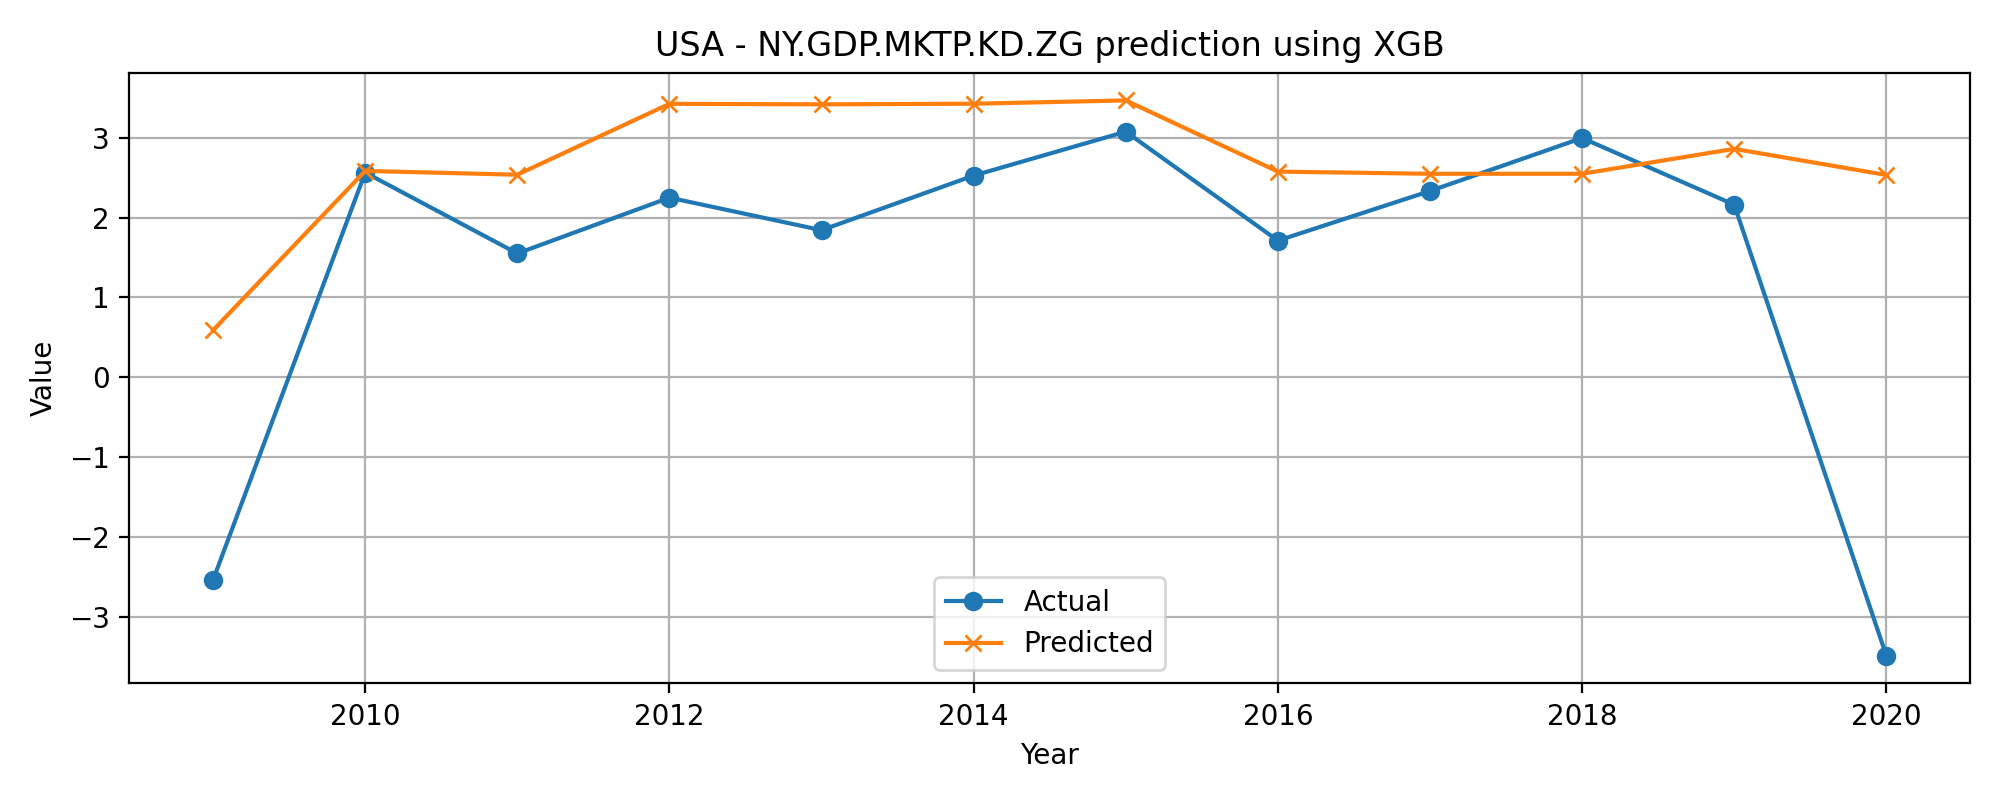 USA - NY.GDP.MKTP.KD.ZG prediction using XGB
3
2
1
0
−1
−2
−3
Value
Actual
Predicted
2010 2012 2014 2016 2018 2020
Year